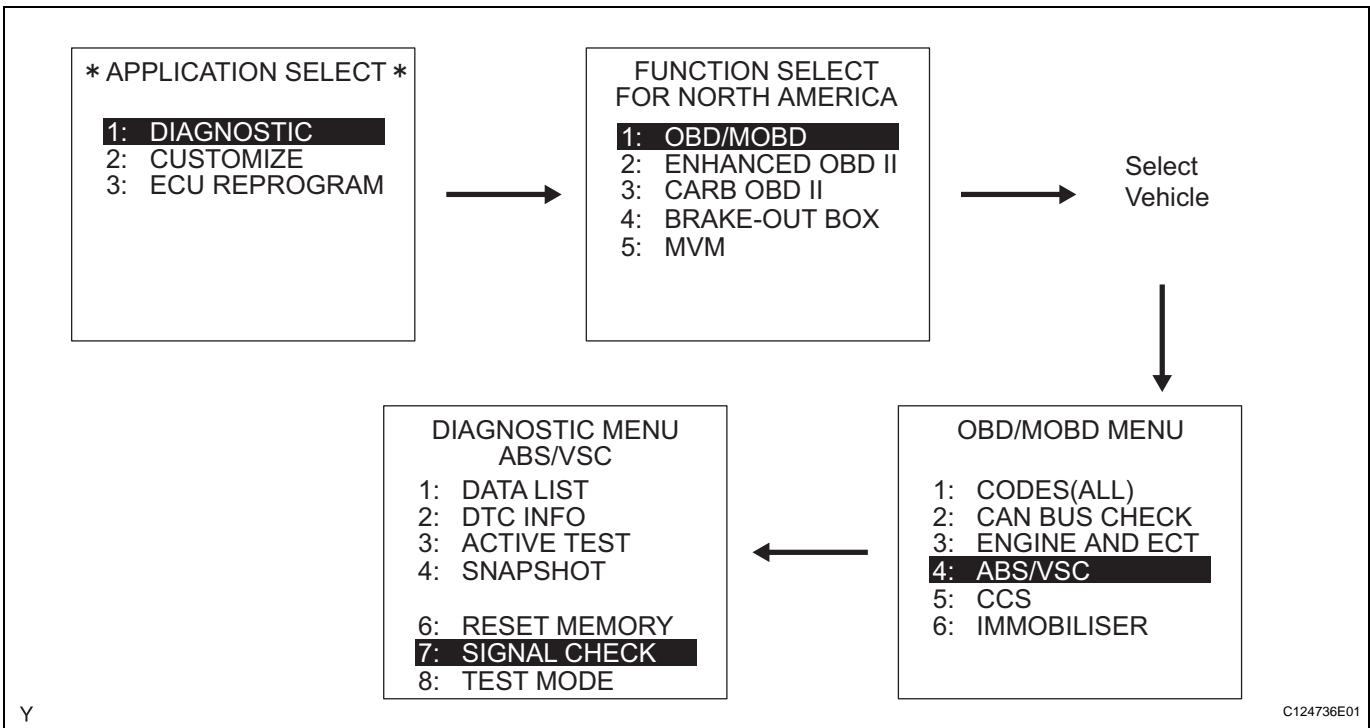 * APPLICATION SELECT *
1: DIAGNOSTIC
2: CUSTOMIZE
3: ECU REPROGRAM
FUNCTION SELECT
FOR NORTH AMERICA
1: OBD/MOBD
2: ENHANCED OBD II
3: CARB OBD II
4: BRAKE-OUT BOX
5: MVM
Select
Vehicle
OBD/MOBD MENU
1: CODES(ALL)
2: CAN BUS CHECK
3: ENGINE AND ECT
4: ABS/VSC
5: CCS
6: IMMOBILISER
DIAGNOSTIC MENU
ABS/VSC
1: DATA LIST
2: DTC INFO
3: ACTIVE TEST
4: SNAPSHOT
6: RESET MEMORY
7: SIGNAL CHECK
8: TEST MODE
Y
C124736E01